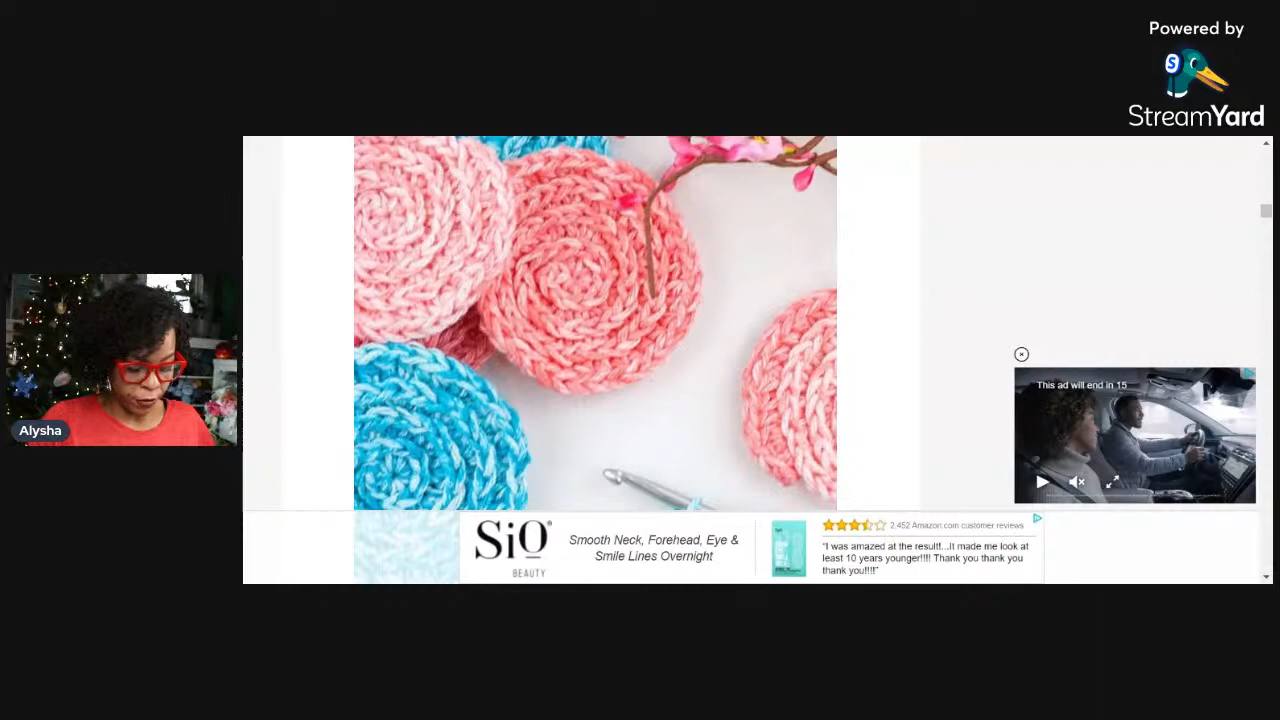 Powered by
S
StreamYard
This ad will end in 15
Alysha
SiO®
BEAUTY
Smooth Neck, Forehead, Eye &
Smile Lines Overnight
2,452 Amazon.com customer reviews
"I was amazed at the result!...It made me look at
least 10 years younger!!!! Thank you thank you
thank you!!!!"